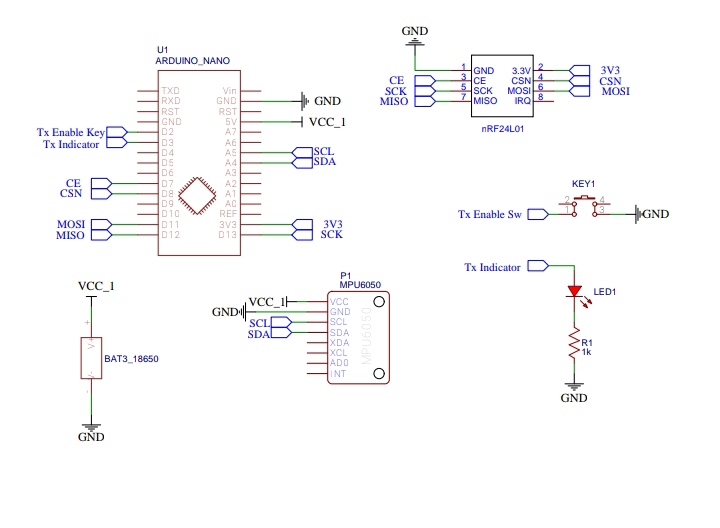 U1
ARDUINO_NANO
TXD
RXD
RST
GND
D2
D3
D4
D5
D6
D7
D8
D9
D10
D11
D12
Vin
GND
RST
5V
A7
A6
A5
A4
A3
A2
A1
A0
REF
3V3
D13
Tx Enable Key
Tx Indicator
CE
CSN
MOSI
MISO
GND
VCC_1
SCL
SDA
3V3
SCK
GND
CE
SCK
MISO
1
3
5
7
GND
CE
SCK
MISO
3.3V
CSN
MOSI
IRQ
2
4
6
8
3V3
CSN
MOSI
nRF24L01
KEY1
Tx Enable Sw
2
1
4
3
GND
Tx Indicator
LED1
R1
1k
GND
VCC_1
+
V+
V-
-
BAT3_18650
GND
P1
MPU6050
VCC_1
GND
SCL
SDA
VCC
GND
SCL
SDA
XDA
XCL
AD0
INT
MPU6050